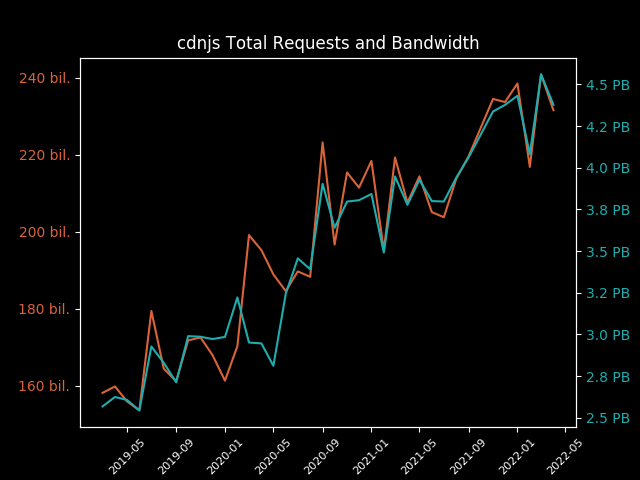 cdnjs Total Requests and Bandwidth
240 bil.
220 bil.
200 bil.
180 bil.
160 bil.
4.5 PB
4.2 PB
4.0 PB
3.8 PB
3.5 PB
3.2 PB
3.0 PB
2.8 PB
2.5 PB
2019-05
2019-09
2020-01
2020-05
2020-09
2021-01
2021-05
2021-09
2022-01
2022-05